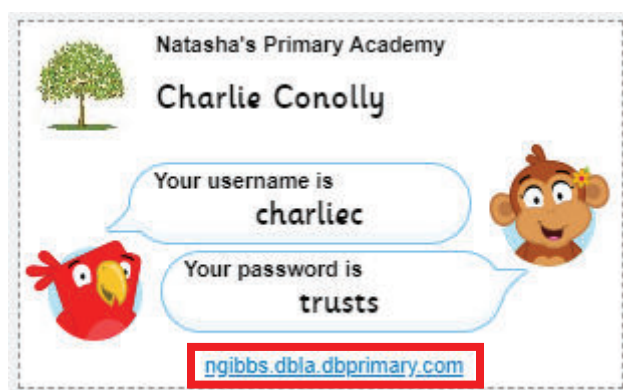 Natasha's Primary Academy
Charlie Conolly
Your username is
charliec
Your password is
trusts
ngibbs.dbla.dbprimary.com